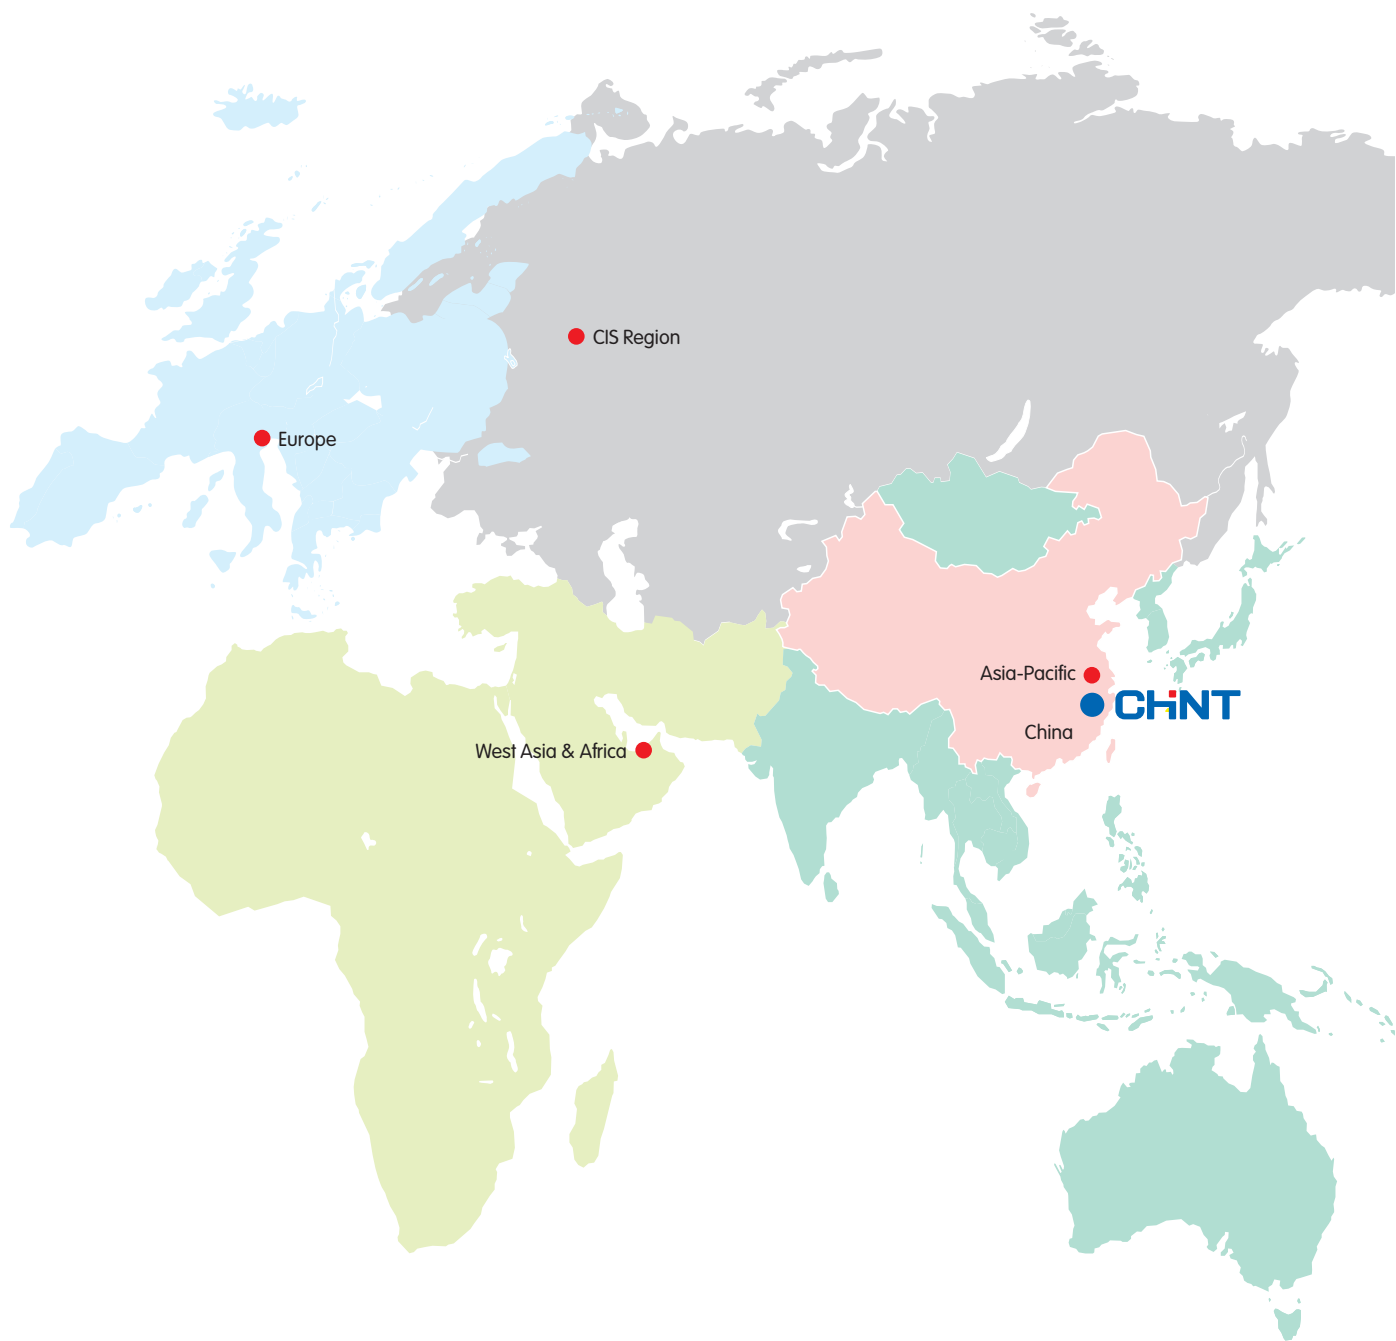 CIS Region
Europe
Asia-Pacific
CHiNT
China
West Asia & Africa